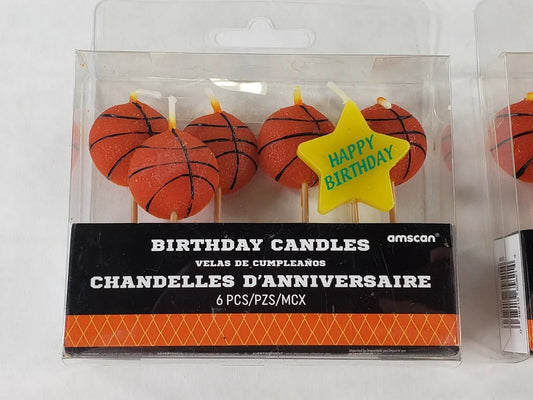 HAPPY
BIRTHDAY
amscan
BIRTHDAY CANDLES
VELAS DE CUMPLEAÑOS
CHANDELLES D'ANNIVERSAIRE
6 PCS/PZS/MCX